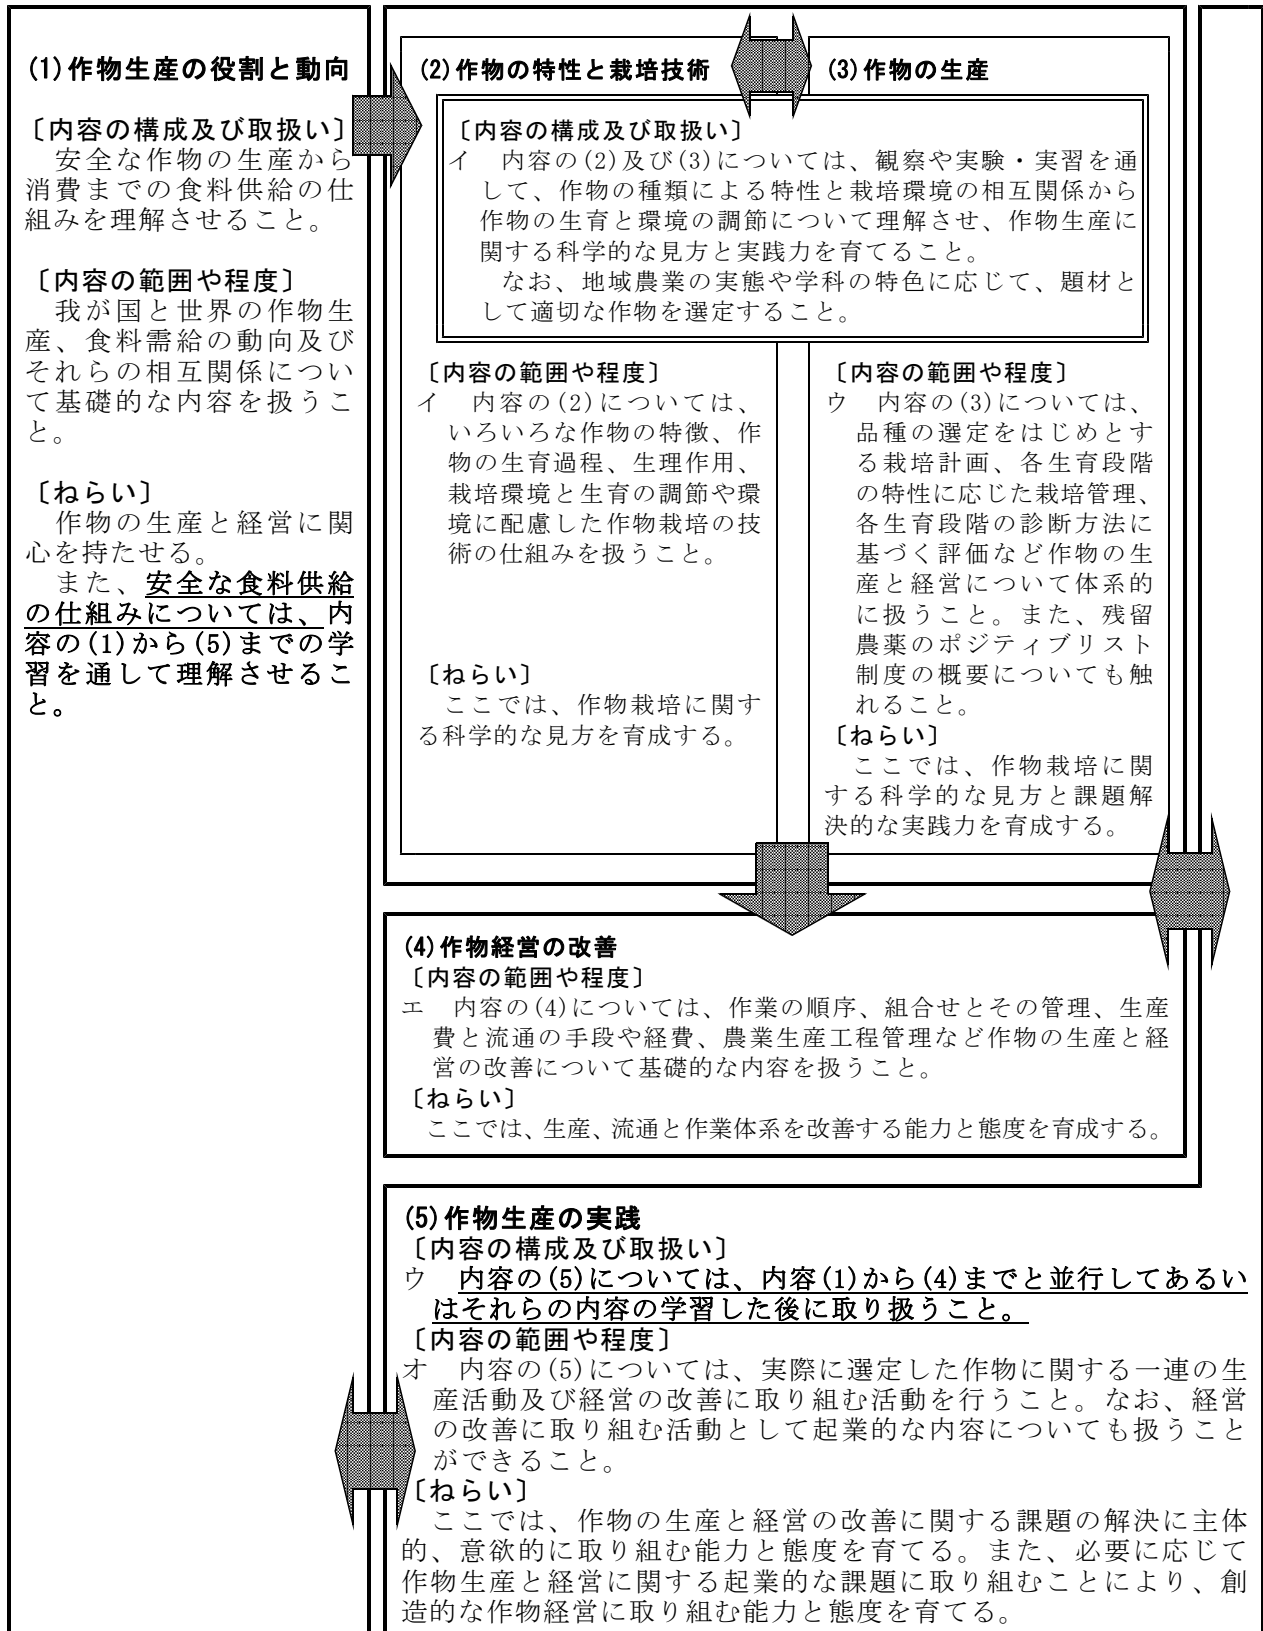 (1)作物生産の役割と動向
〔内容の構成及び取扱い〕
安全な作物の生産から
消費までの食料供給の仕
組みを理解させること。
〔内容の範囲や程度〕
我が国と世界の作物生
産、食料需給の動向及び
それらの相互関係につい
て基礎的な内容を扱うこ
と。
〔ねらい〕
作物の生産と経営に関
心を持たせる。
また、安全な食料供給
の仕組みについては、内
容の(1)から(5)までの学
習を通して理解させるこ
と。
(2)作物の特性と栽培技術
(3)作物の生産
〔内容の構成及び取扱い〕
イ 内容の(2)及び(3)については、観察や実験・実習を通
して、作物の種類による特性と栽培環境の相互関係から
作物の生育と環境の調節について理解させ、作物生産に
関する科学的な見方と実践力を育てること。
なお、地域農業の実態や学科の特色に応じて、題材と
して適切な作物を選定すること。
〔内容の範囲や程度〕
イ 内容の(2)については、
いろいろな作物の特徴、作
物の生育過程、生理作用、
栽培環境と生育の調節や環
境に配慮した作物栽培の技
術の仕組みを扱うこと。
〔ねらい〕
ここでは、作物栽培に関す
る科学的な見方を育成する。
〔内容の範囲や程度〕
ウ 内容の(3)については、
品種の選定をはじめとす
る栽培計画、各生育段階
の特性に応じた栽培管理、
各生育段階の診断方法に
基づく評価など作物の生
産と経営について体系的
に扱うこと。また、残留
農薬のポジティブリスト
制度の概要についても触
れること。
〔ねらい〕
ここでは、作物栽培に関
する科学的な見方と課題解
決的な実践力を育成する。
(4)作物経営の改善
〔内容の範囲や程度〕
エ 内容の(4)については、作業の順序、組合せとその管理、生産
費と流通の手段や経費、農業生産工程管理など作物の生産と経
営の改善について基礎的な内容を扱うこと。
〔ねらい〕
ここでは、生産、流通と作業体系を改善する能力と態度を育成する。
(5)作物生産の実践
〔内容の構成及び取扱い〕
ウ 内容の(5)については、内容(1)から(4)までと並行してあるい
はそれらの内容の学習した後に取り扱うこと。
〔内容の範囲や程度〕
オ 内容の(5)については、実際に選定した作物に関する一連の生
産活動及び経営の改善に取り組む活動を行うこと。なお、経営
の改善に取り組む活動として起業的な内容についても扱うこと
ができること。
〔ねらい〕
ここでは、作物の生産と経営の改善に関する課題の解決に主体
的、意欲的に取り組む能力と態度を育てる。また、必要に応じて
作物生産と経営に関する起業的な課題に取り組むことにより、創
造的な作物経営に取り組む能力と態度を育てる。